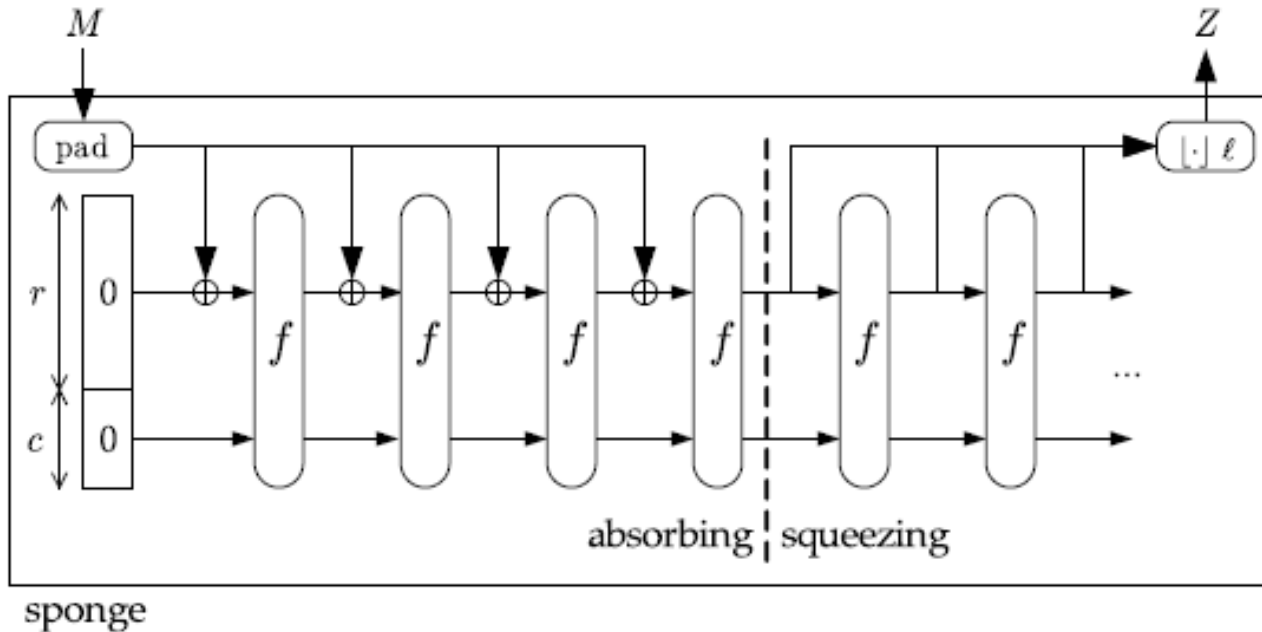 M Z
pad ⌊·⌋ ℓ
r 0
f f f f f f
...
c 0
absorbing squeezing
sponge